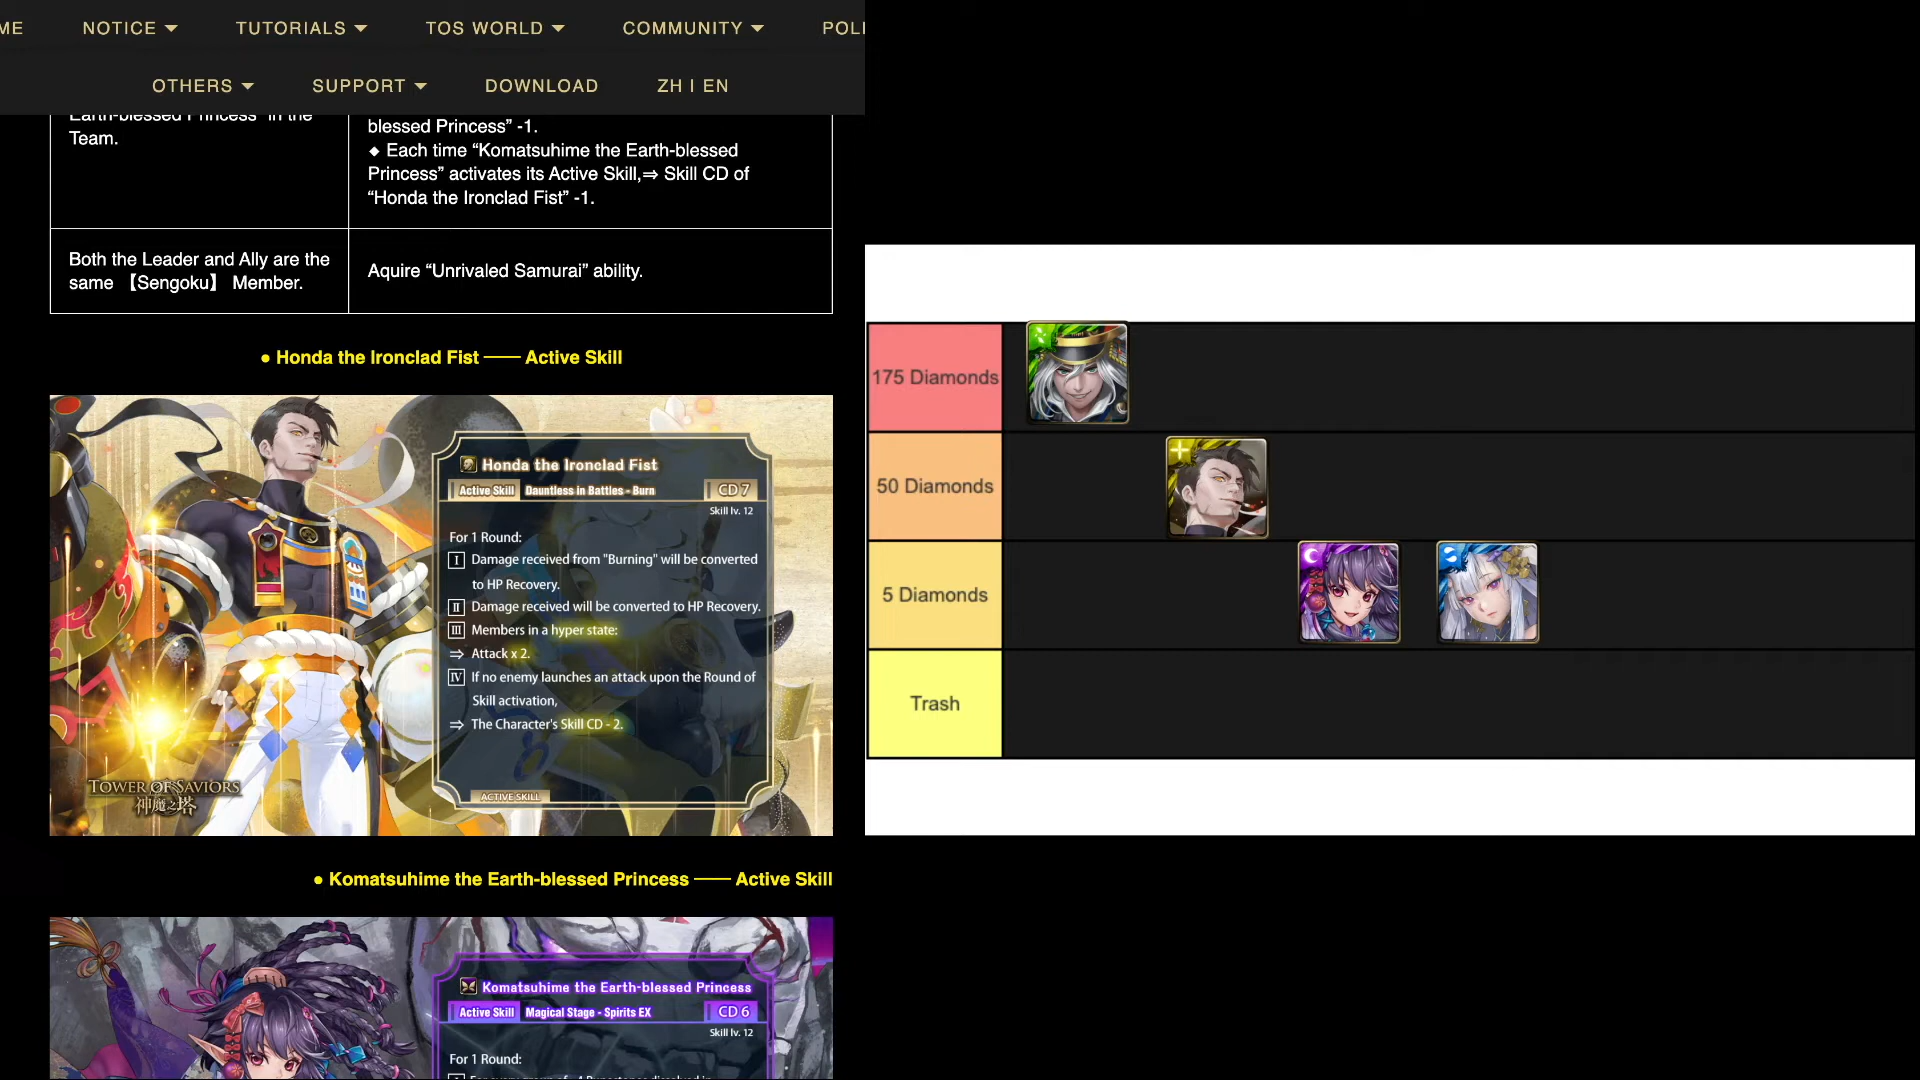 ME
NOTICE
TUTORIALS
TOS WORLD
COMMUNITY
POLI
OTHERS
SUPPORT
DOWNLOAD
ZH I EN
Earth-blessed Princess” in the
Team.
blessed Princess” -1.
◆ Each time “Komatsuhime the Earth-blessed
Princess” activates its Active Skill,⇒ Skill CD of
“Honda the Ironclad Fist” -1.
Both the Leader and Ally are the
same 【Sengoku】 Member.
Aquire “Unrivaled Samurai” ability.
● Honda the Ironclad Fist —— Active Skill
Honda the Ironclad Fist
Active Skill Dauntless in Battles - Burn CD 7
Skill lv. 12
For 1 Round:
I Damage received from "Burning" will be converted
to HP Recovery.
II Damage received will be converted to HP Recovery.
III Members in a hyper state:
⇒ Attack x 2.
IV If no enemy launches an attack upon the Round of
Skill activation,
⇒ The Character's Skill CD - 2.
ACTIVE SKILL
TOWER OF SAVIORS
神魔之塔
● Komatsuhime the Earth-blessed Princess —— Active Skill
Komatsuhime the Earth-blessed Princess
Active Skill Magical Stage - Spirits EX CD 6
Skill lv. 12
For 1 Round:
175 Diamonds
50 Diamonds
5 Diamonds
Trash